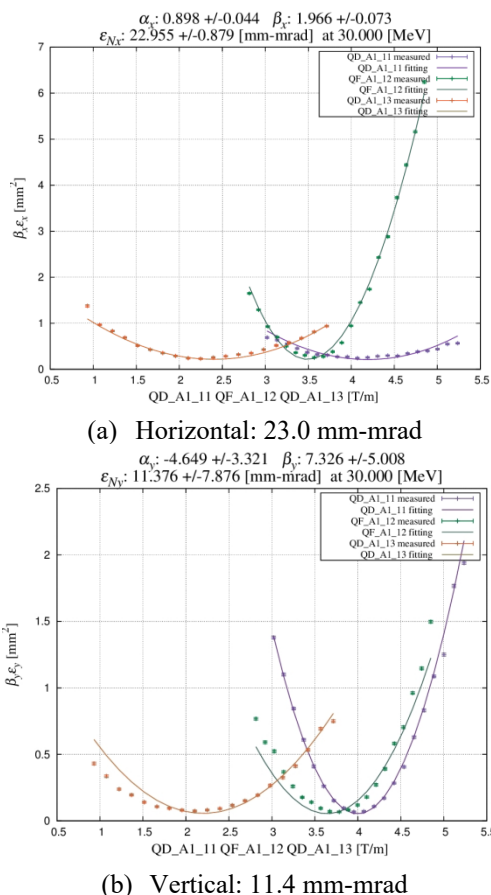 αx: 0.898 +/-0.044 βx: 1.966 +/-0.073
εNx: 22.955 +/-0.879 [mm-mrad] at 30.000 [MeV]
7
6
5
4
3
2
1
0
βxεx [mm²]
QD_A1_11 measured
QD_A1_11 fitting
QF_A1_12 measured
QF_A1_12 fitting
QD_A1_13 measured
QD_A1_13 fitting
0.5 1 1.5 2 2.5 3 3.5 4 4.5 5 5.5
QD_A1_11 QF_A1_12 QD_A1_13 [T/m]
(a) Horizontal: 23.0 mm-mrad
αy: -4.649 +/-3.321 βy: 7.326 +/-5.008
εNy: 11.376 +/-7.876 [mm-mrad] at 30.000 [MeV]
2.5
2
1.5
1
0.5
0
βyεy [mm²]
QD_A1_11 measured
QD_A1_11 fitting
QF_A1_12 measured
QF_A1_12 fitting
QD_A1_13 measured
QD_A1_13 fitting
0.5 1 1.5 2 2.5 3 3.5 4 4.5 5 5.5
QD_A1_11 QF_A1_12 QD_A1_13 [T/m]
(b) Vertical: 11.4 mm-mrad